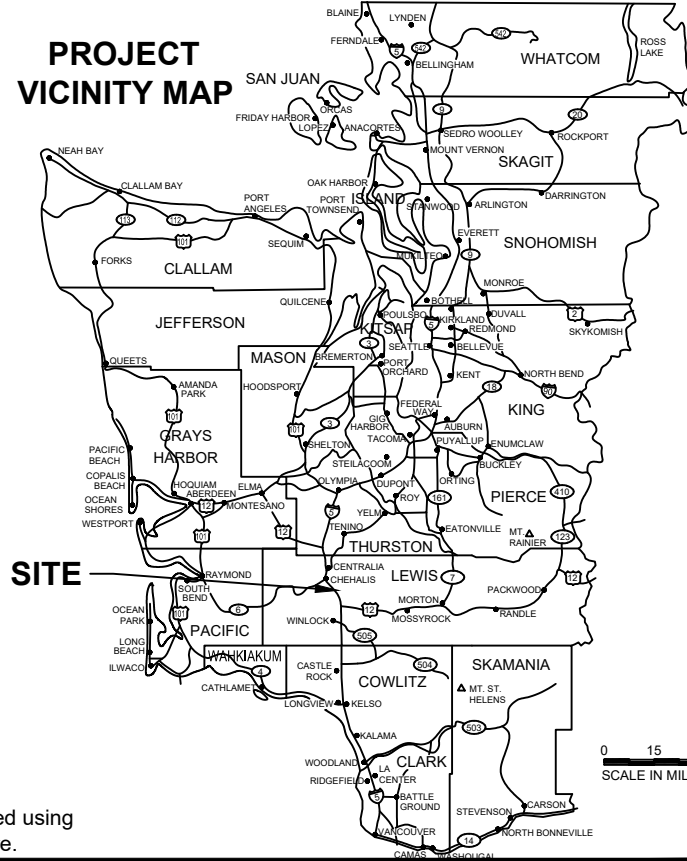 PROJECT
VICINITY MAP
BLAINE
LYNDEN
FERNDALE
5
542
542
BELLINGHAM
WHATCOM
ROSS
LAKE
SAN JUAN
ORCAS
FRIDAY HARBOR
LOPEZ
ANACORTES
9
20
SEDRO WOOLLEY
ROCKPORT
MOUNT VERNON
SKAGIT
NEAH BAY
CLALLAM BAY
OAK HARBOR
ISLAND
PORT
ANGELES
PORT
TOWNSEND
STANWOOD
ARLINGTON
DARRINGTON
113
112
101
SEQUIM
EVERETT
SNOHOMISH
MUKILTEO
9
FORKS
CLALLAM
MONROE
QUILCENE
BOTHELL
JEFFERSON
POULSBO
KITSAP
5
KIRKLAND
DUVALL
REDMOND
2
SKYKOMISH
3
SEATTLE
BELLEVUE
MASON
BREMERTON
PORT
ORCHARD
QUEETS
KENT
NORTH BEND
AMANDA
PARK
HOODSPORT
18
90
101
FEDERAL
WAY
KING
GIG
HARBOR
AUBURN
101
3
GRAYS
HARBOR
TACOMA
PUYALLUP
ENUMCLAW
PACIFIC
BEACH
SHELTON
STEILACOOM
BUCKLEY
COPALIS
BEACH
HOQUIAM
ABERDEEN
ELMA
OLYMPIA
DUPONT
ORTING
OCEAN
SHORES
12
MONTESANO
ROY
161
PIERCE
410
WESTPORT
5
YELM
101
12
TENINO
EATONVILLE
MT.
RAINIER
123
THURSTON
SITE
CENTRALIA
CHEHALIS
LEWIS
7
12
RAYMOND
SOUTH
BEND
PACKWOOD
OCEAN
PARK
101
6
12
MORTON
MOSSYROCK
RANDLE
PACIFIC
WINLOCK
505
LONG
BEACH
WAHKIAKUM
ILWACO
4
CASTLE
ROCK
504
SKAMANIA
CATHLAMET
COWLITZ
MT. ST.
HELENS
LONGVIEW
KELSO
503
KALAMA
0 15
SCALE IN MIL
WOODLAND
CLARK
LA
CENTER
RIDGEFIELD
5
BATTLE
GROUND
CARSON
STEVENSON
VANCOUVER
14
NORTH BONNEVILLE
CAMAS
WASHOUGAL
ed using
e.